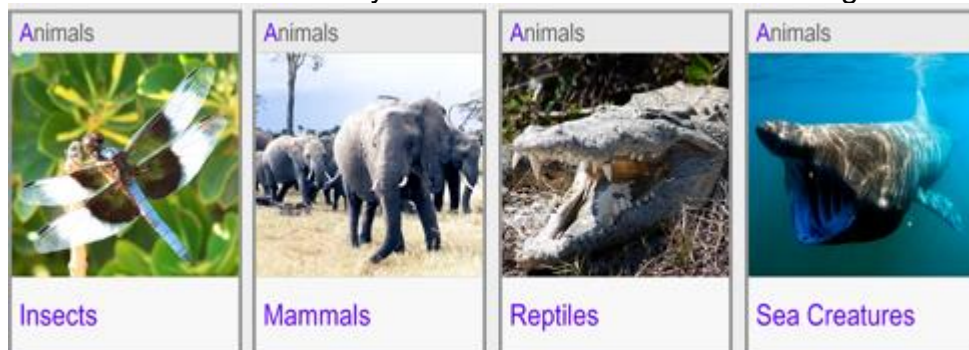 Animals
Animals
Animals
Animals
Insects
Mammals
Reptiles
Sea Creatures